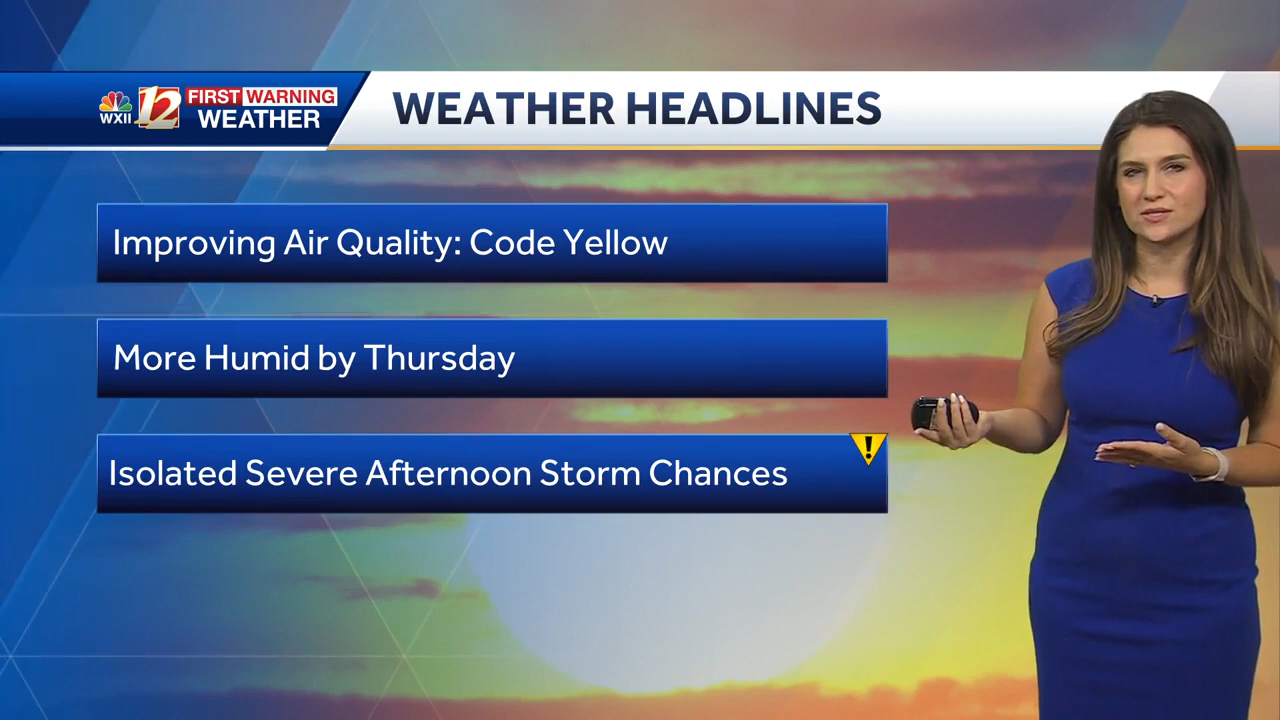 WXII 12 FIRST WARNING WEATHER
WEATHER HEADLINES
Improving Air Quality: Code Yellow
More Humid by Thursday
Isolated Severe Afternoon Storm Chances
!